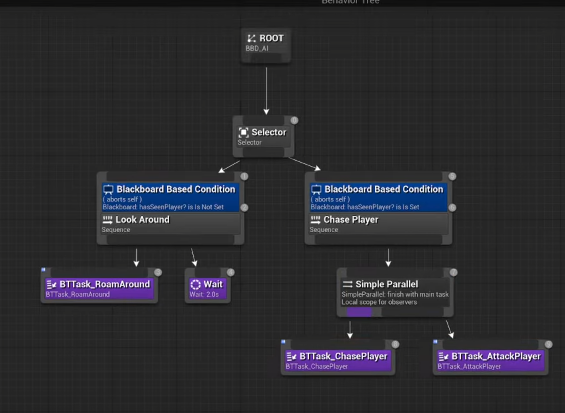 Behavior Tree
ROOT
BBD_AI
Selector
Selector
Blackboard Based Condition
( aborts self )
Blackboard: hasSeenPlayer? is Is Not Set
Look Around
Sequence
Blackboard Based Condition
( aborts self )
Blackboard: hasSeenPlayer? is Is Set
Chase Player
Sequence
BTTask_RoamAround
BTTask_RoamAround
Wait
Wait: 2.0s
Simple Parallel
SimpleParallel: finish with main task
Local scope for observers
BTTask_ChasePlayer
BTTask_ChasePlayer
BTTask_AttackPlayer
BTTask_AttackPlayer